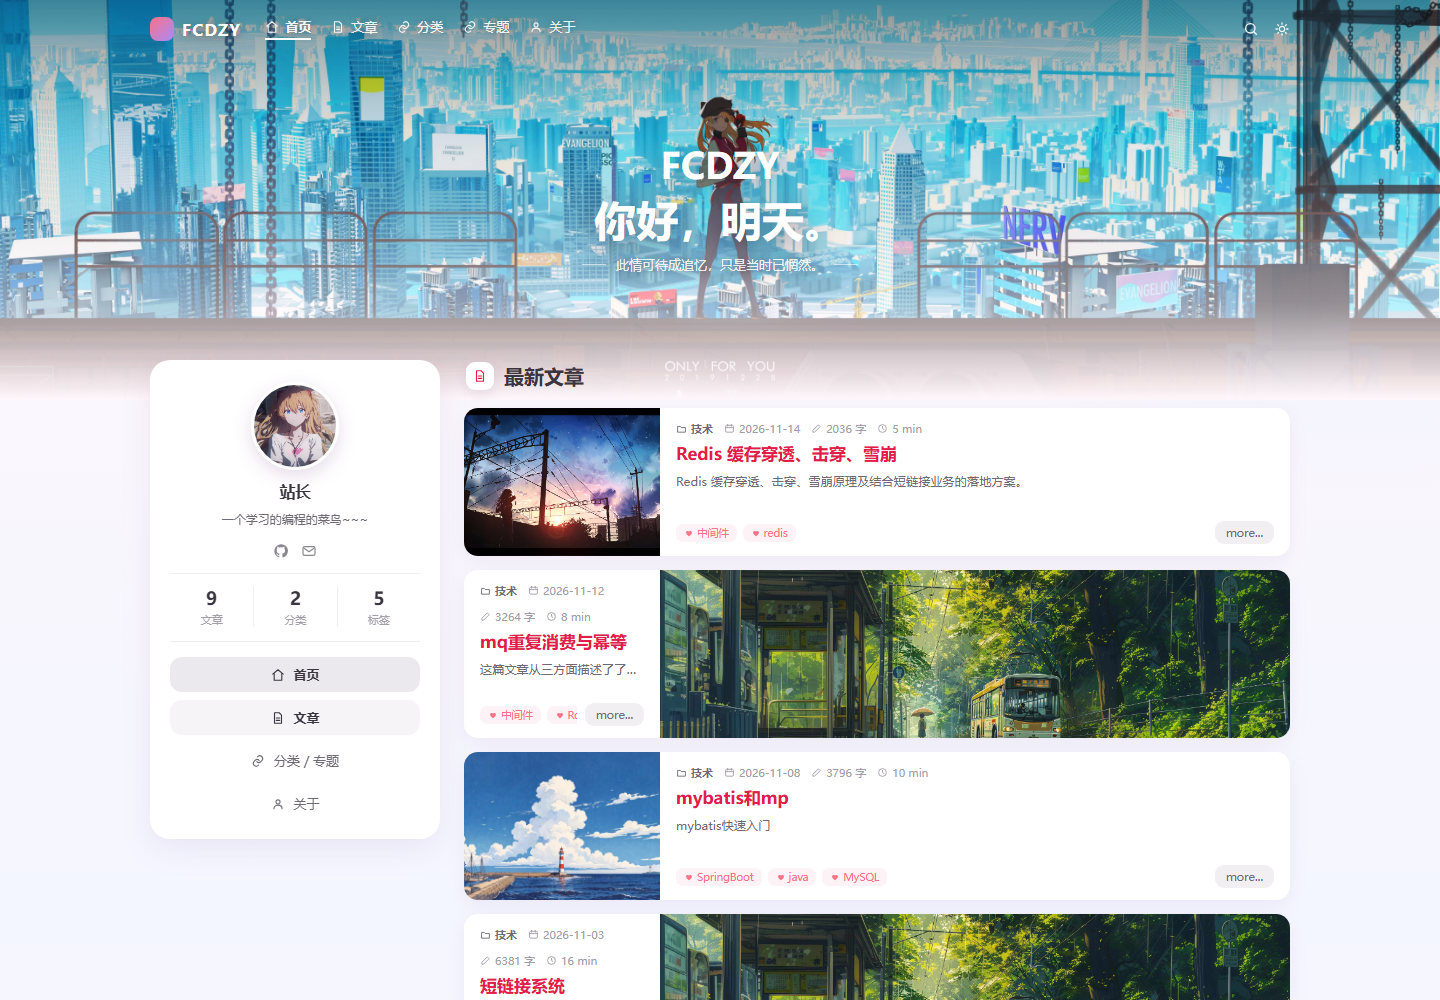 FCDZY
首页
文章
分类
专题
关于
EVANGELION
FCDZY
你好，明天。
此情可待成追忆，只是当时已惘然。
NERV
EVANGELION
ONLY FOR YOU
20191228
站长
一个学习的编程的菜鸟~~~
9
2
5
文章
分类
标签
首页
文章
分类 / 专题
关于
最新文章
技术 2026-11-14 2036 字 5 min
Redis 缓存穿透、击穿、雪崩
Redis 缓存穿透、击穿、雪崩原理及结合短链接业务的落地方案。
中间件 redis more...
技术 2026-11-12
3264 字 8 min
mq重复消费与幂等
这篇文章从三方面描述了了...
中间件 Rc more...
技术 2026-11-08 3796 字 10 min
mybatis和mp
mybatis快速入门
SpringBoot java MySQL more...
技术 2026-11-03
6381 字 16 min
短链接系统